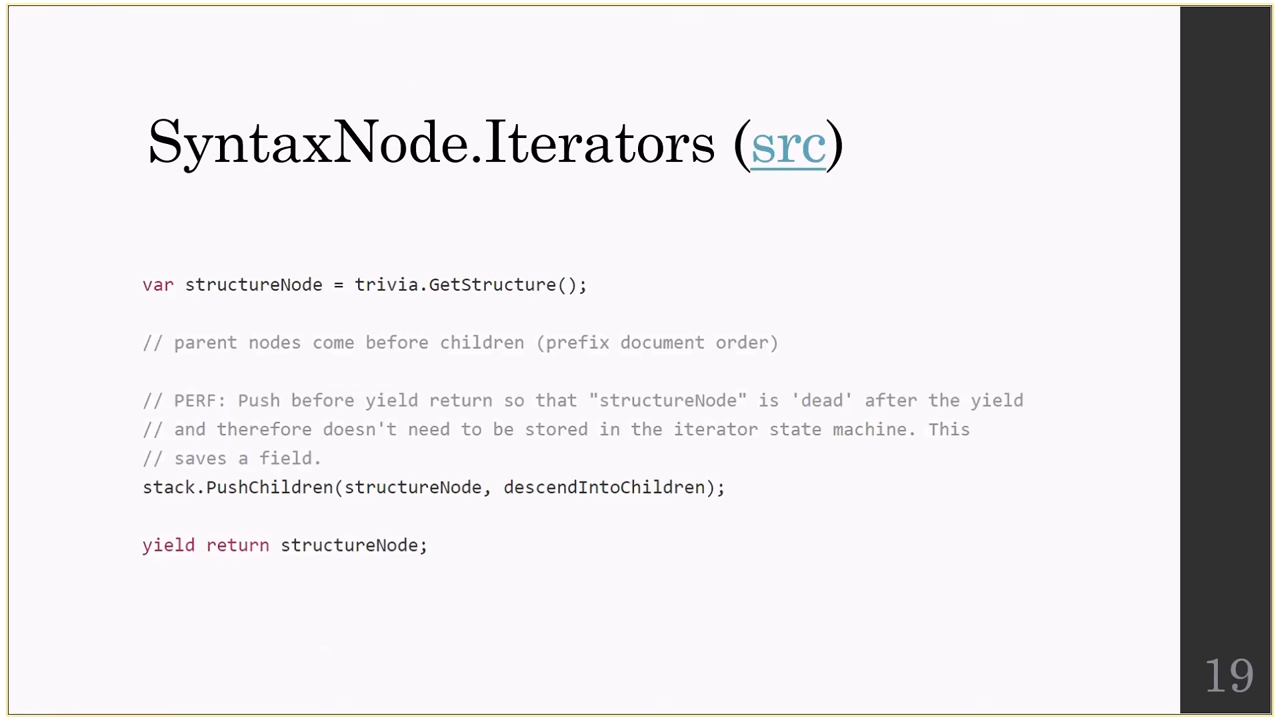 SyntaxNode.Iterators (src)
var structureNode = trivia.GetStructure();
// parent nodes come before children (prefix document order)
// PERF: Push before yield return so that "structureNode" is 'dead' after the yield
// and therefore doesn't need to be stored in the iterator state machine. This
// saves a field.
stack.PushChildren(structureNode, descendIntoChildren);
yield return structureNode;
19